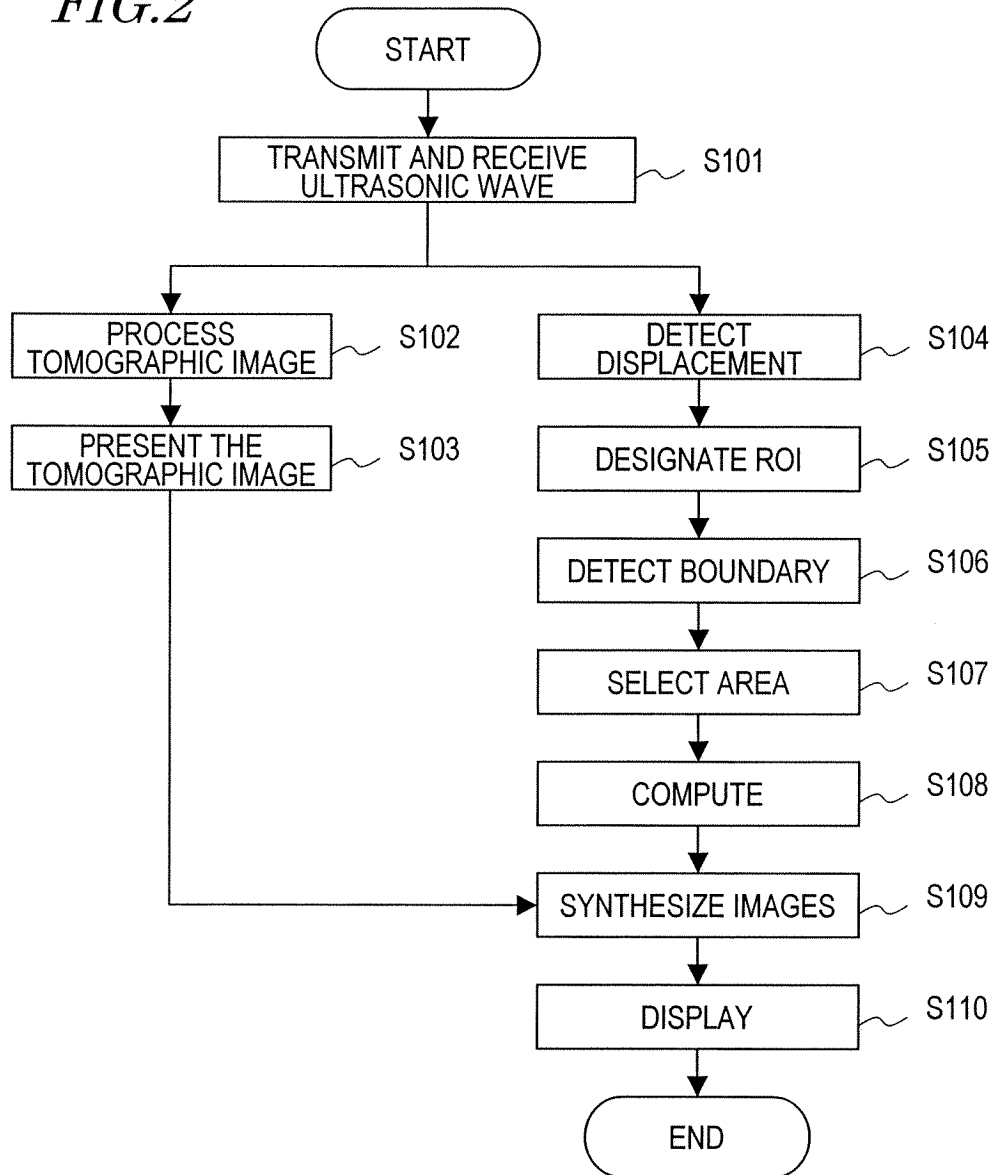 FIG.2
START
TRANSMIT AND RECEIVE
ULTRASONIC WAVE
S101
PROCESS
TOMOGRAPHIC IMAGE
S102
PRESENT THE
TOMOGRAPHIC IMAGE
S103
DETECT
DISPLACEMENT
S104
DESIGNATE ROI
S105
DETECT BOUNDARY
S106
SELECT AREA
S107
COMPUTE
S108
SYNTHESIZE IMAGES
S109
DISPLAY
S110
END